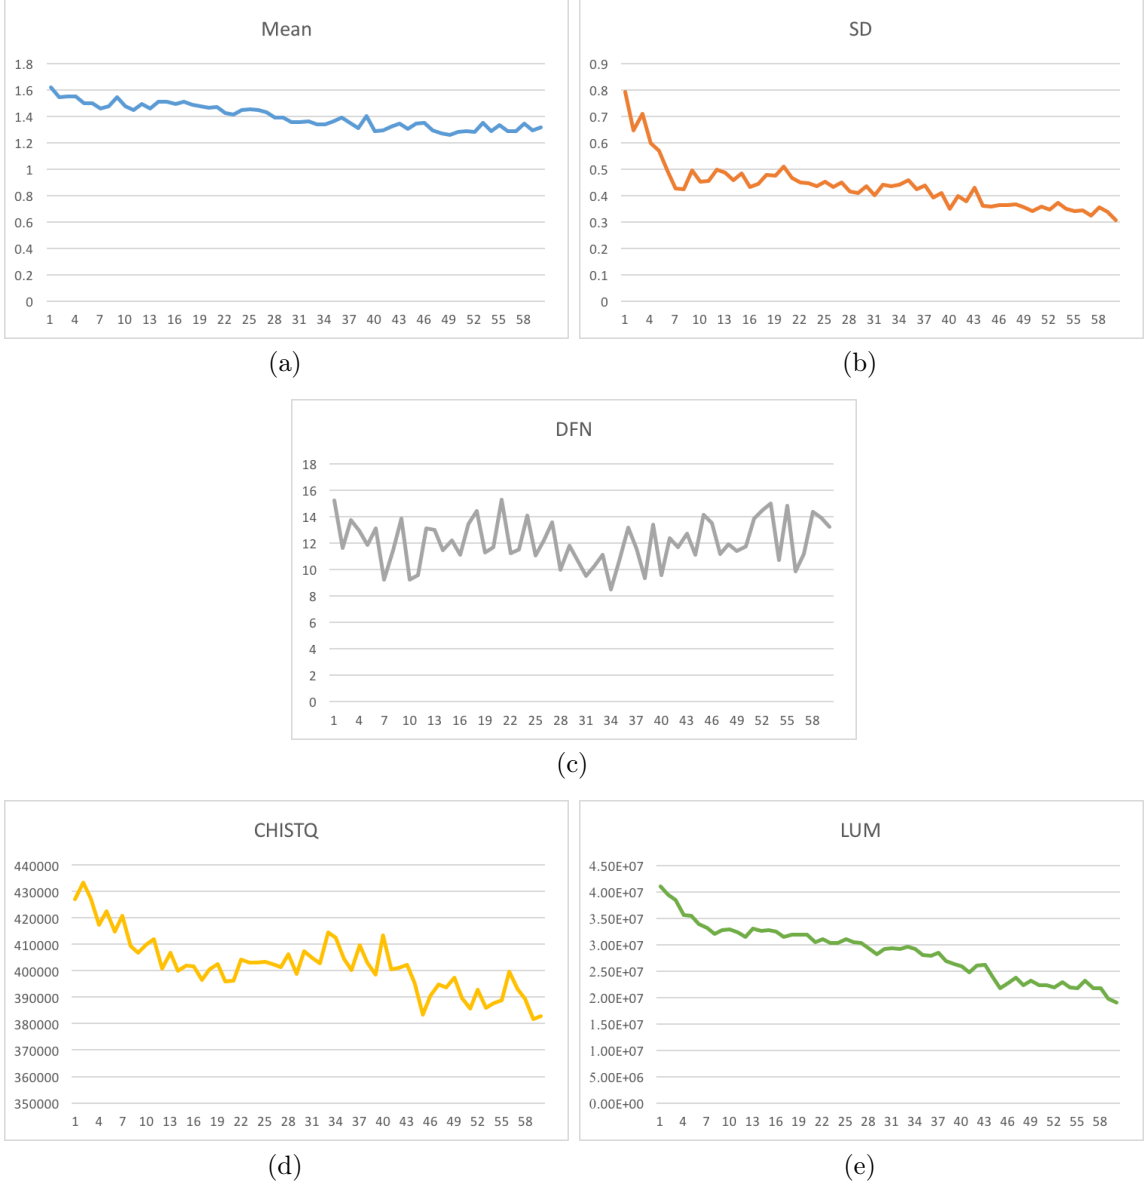 Mean
1.8
1.6
1.4
1.2
1
0.8
0.6
0.4
0.2
0
1 4 7 10 13 16 19 22 25 28 31 34 37 40 43 46 49 52 55 58
(a)
SD
0.9
0.8
0.7
0.6
0.5
0.4
0.3
0.2
0.1
0
1 4 7 10 13 16 19 22 25 28 31 34 37 40 43 46 49 52 55 58
(b)
DFN
18
16
14
12
10
8
6
4
2
0
1 4 7 10 13 16 19 22 25 28 31 34 37 40 43 46 49 52 55 58
(c)
CHISTQ
440000
430000
420000
410000
400000
390000
380000
370000
360000
350000
1 4 7 10 13 16 19 22 25 28 31 34 37 40 43 46 49 52 55 58
(d)
LUM
4.50E+07
4.00E+07
3.50E+07
3.00E+07
2.50E+07
2.00E+07
1.50E+07
1.00E+07
5.00E+06
0.00E+00
1 4 7 10 13 16 19 22 25 28 31 34 37 40 43 46 49 52 55 58
(e)